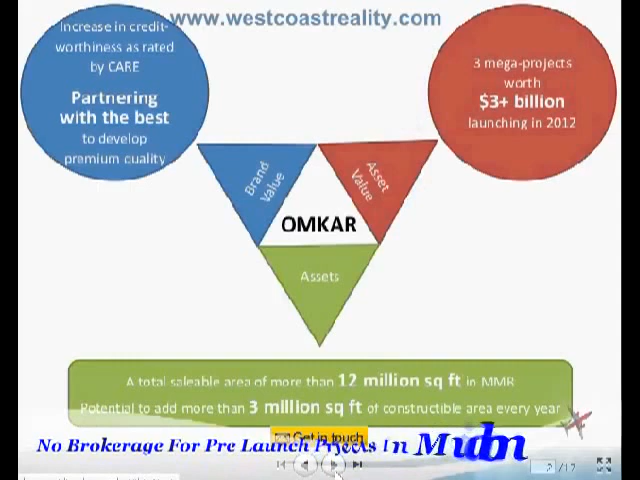 www.westcoastreality.com
Increase in credit-
worthiness as rated
by CARE
Partnering
with the best
to develop
premium quality
3 mega-projects
worth
$3+ billion
launching in 2012
Brand
Value
Asset
Value
OMKAR
Assets
A total saleable area of more than 12 million sq ft in MMR
Potential to add more than 3 million sq ft of constructible area every year
Get in touch
No Brokerage For Pre Launch Prjects In
2 / 17